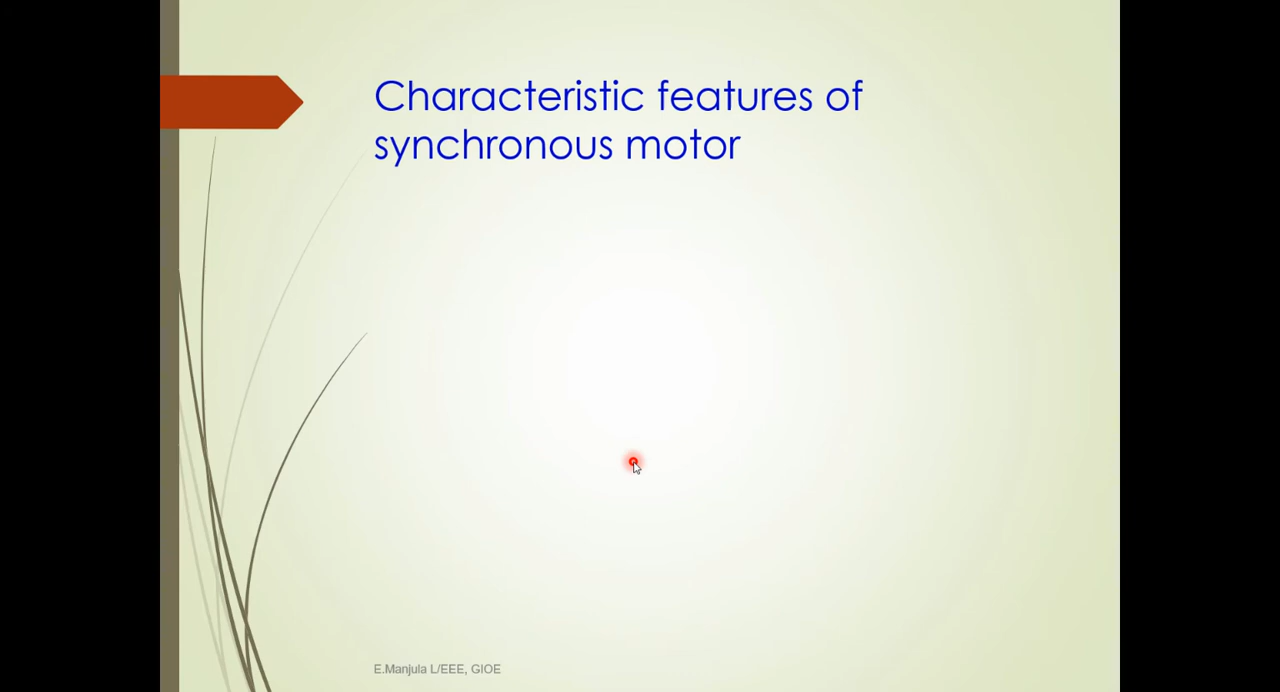 Characteristic features of
synchronous motor
E.Manjula L/EEE, GIOE